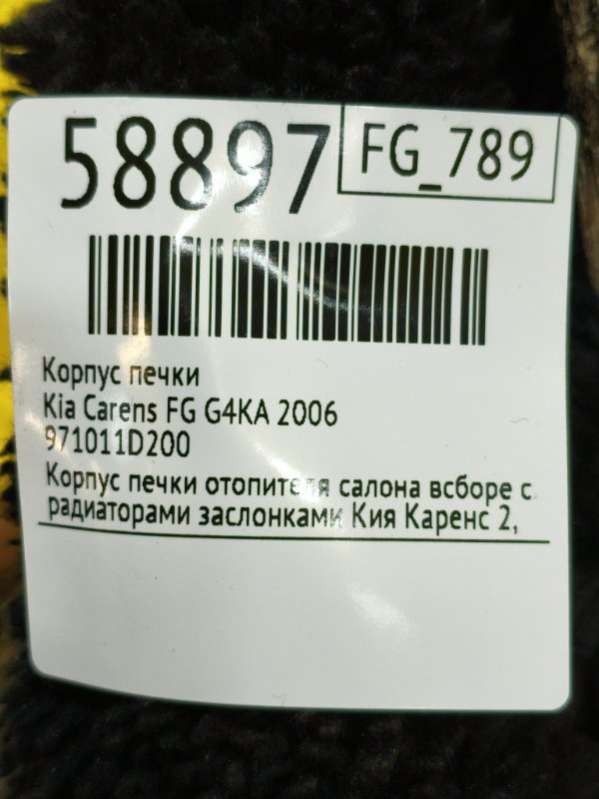 58897
FG_789
Корпус печки
Kia Carens FG G4KA 2006
971011D200
Корпус печки отопителя салона всборе с
радиаторами заслонками Кия Каренс 2,